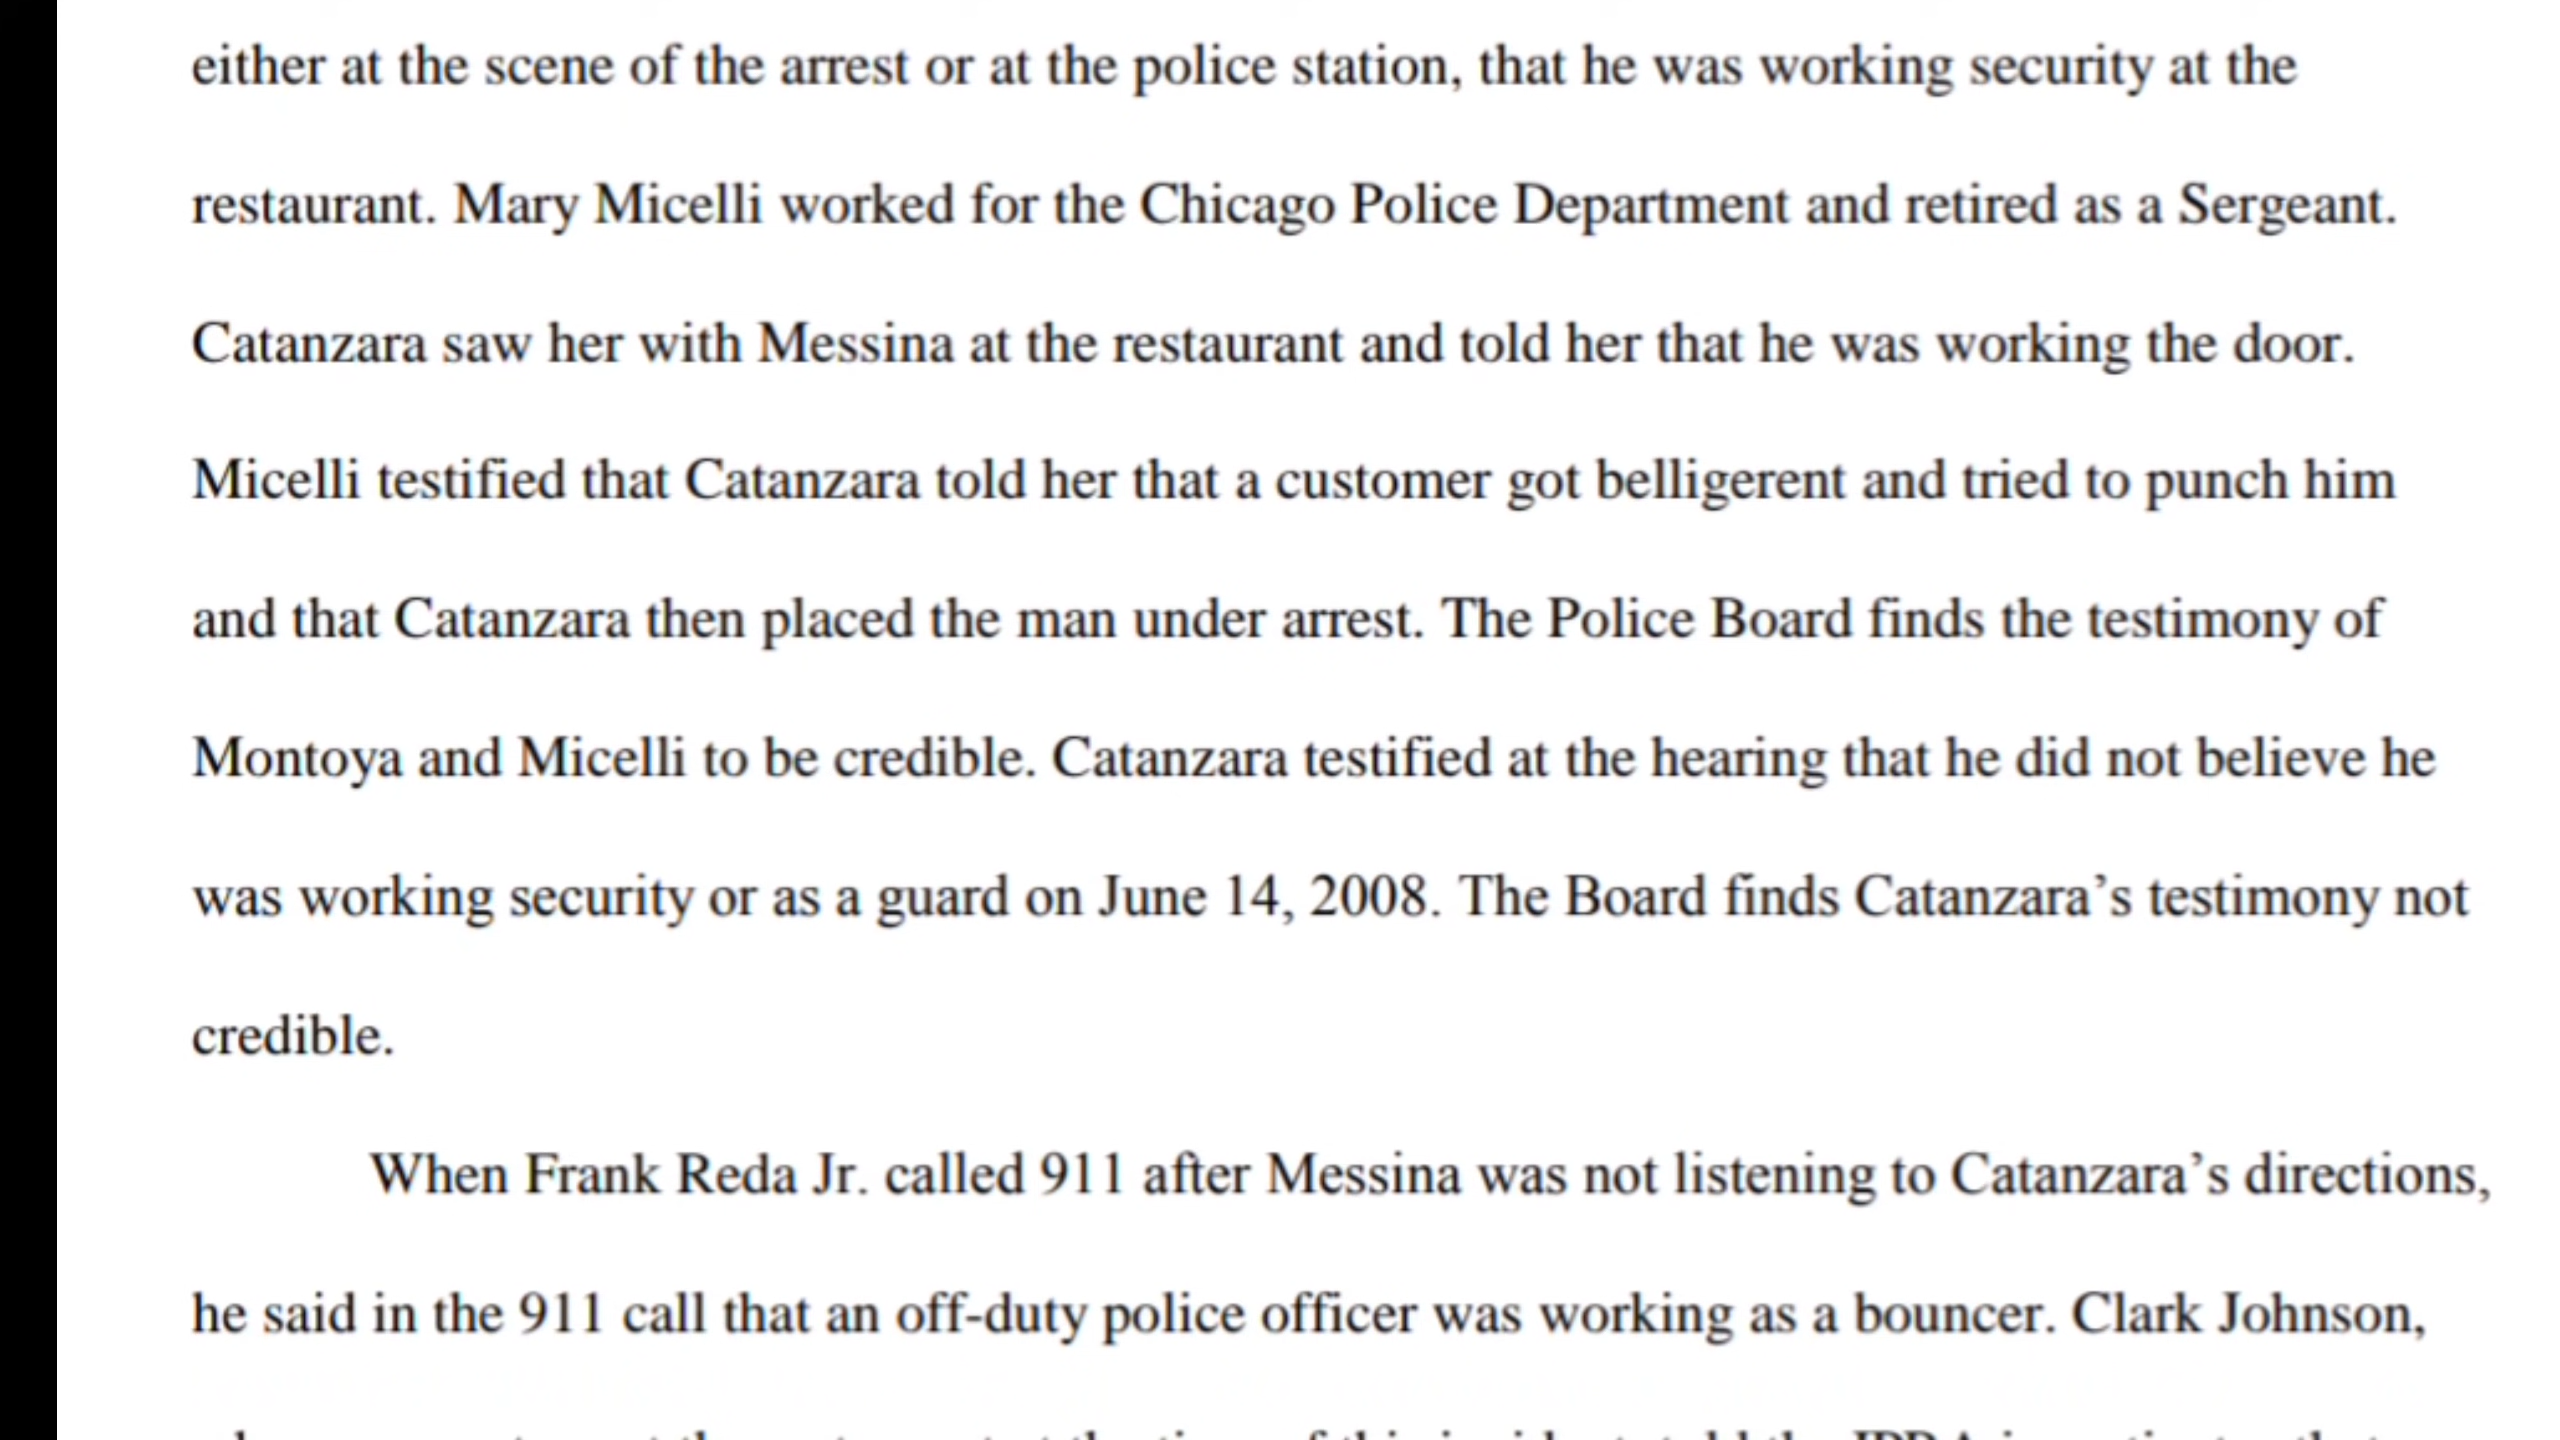 either at the scene of the arrest or at the police station, that he was working security at the
restaurant. Mary Micelli worked for the Chicago Police Department and retired as a Sergeant.
Catanzara saw her with Messina at the restaurant and told her that he was working the door.
Micelli testified that Catanzara told her that a customer got belligerent and tried to punch him
and that Catanzara then placed the man under arrest. The Police Board finds the testimony of
Montoya and Micelli to be credible. Catanzara testified at the hearing that he did not believe he
was working security or as a guard on June 14, 2008. The Board finds Catanzara’s testimony not
credible.
When Frank Reda Jr. called 911 after Messina was not listening to Catanzara’s directions,
he said in the 911 call that an off-duty police officer was working as a bouncer. Clark Johnson,